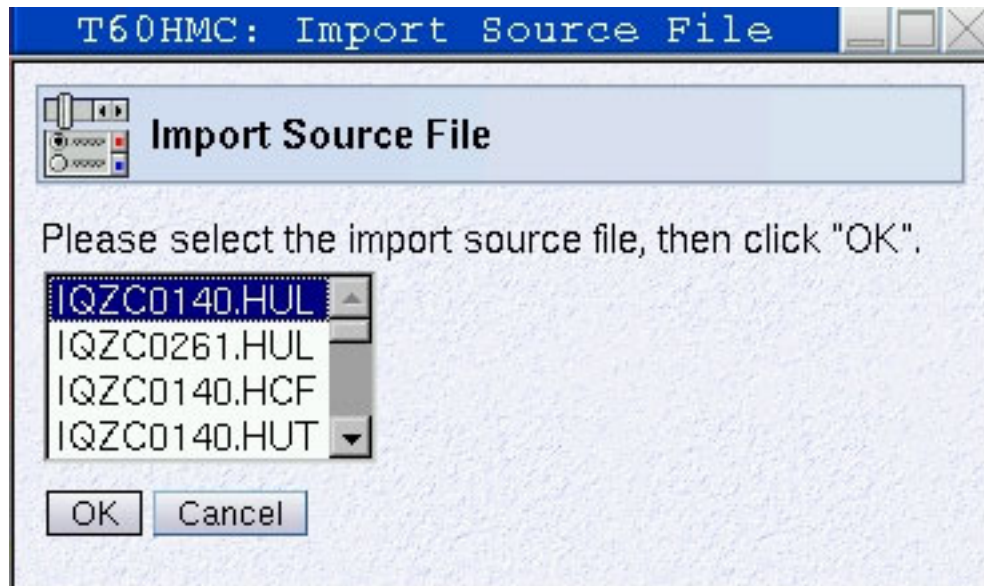 T60HMC: Import Source File
Import Source File
Please select the import source file, then click "OK".
IQZC0140.HUL
IQZC0261.HUL
IQZC0140.HCF
IQZC0140.HUT
OK Cancel